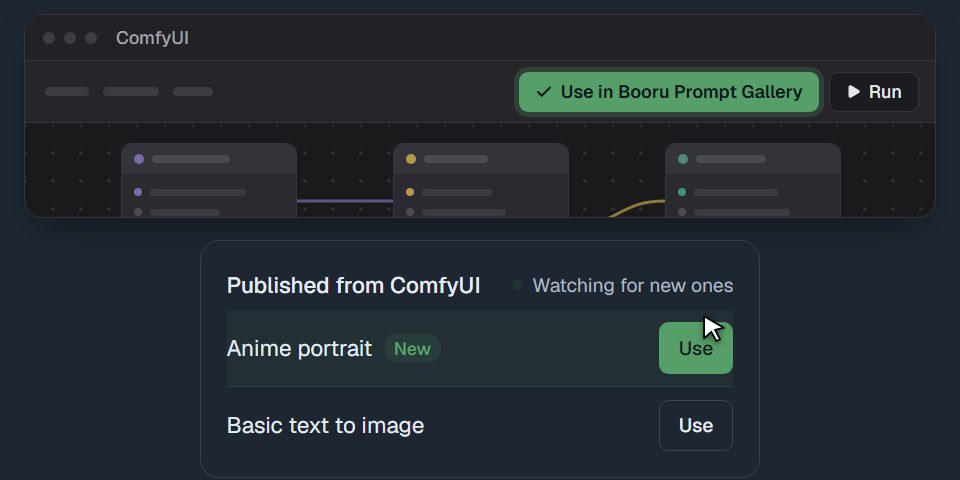 ComfyUI
Use in Booru Prompt Gallery
Run
Published from ComfyUI
Watching for new ones
Anime portrait
New
Use
Basic text to image
Use